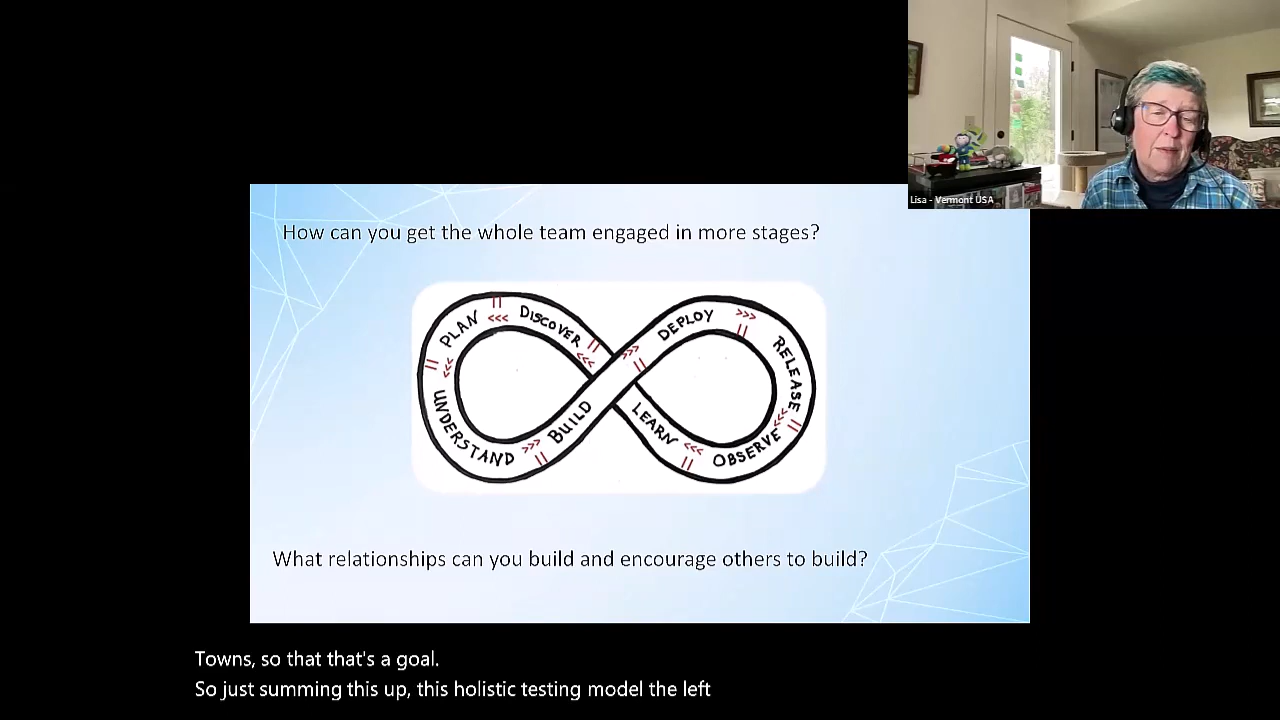 Lisa - Vermont USA
How can you get the whole team engaged in more stages?
DISCOVER
PLAN
UNDERSTAND
BUILD
DEPLOY
RELEASE
OBSERVE
LEARN
What relationships can you build and encourage others to build?
Towns, so that that's a goal.
So just summing this up, this holistic testing model the left